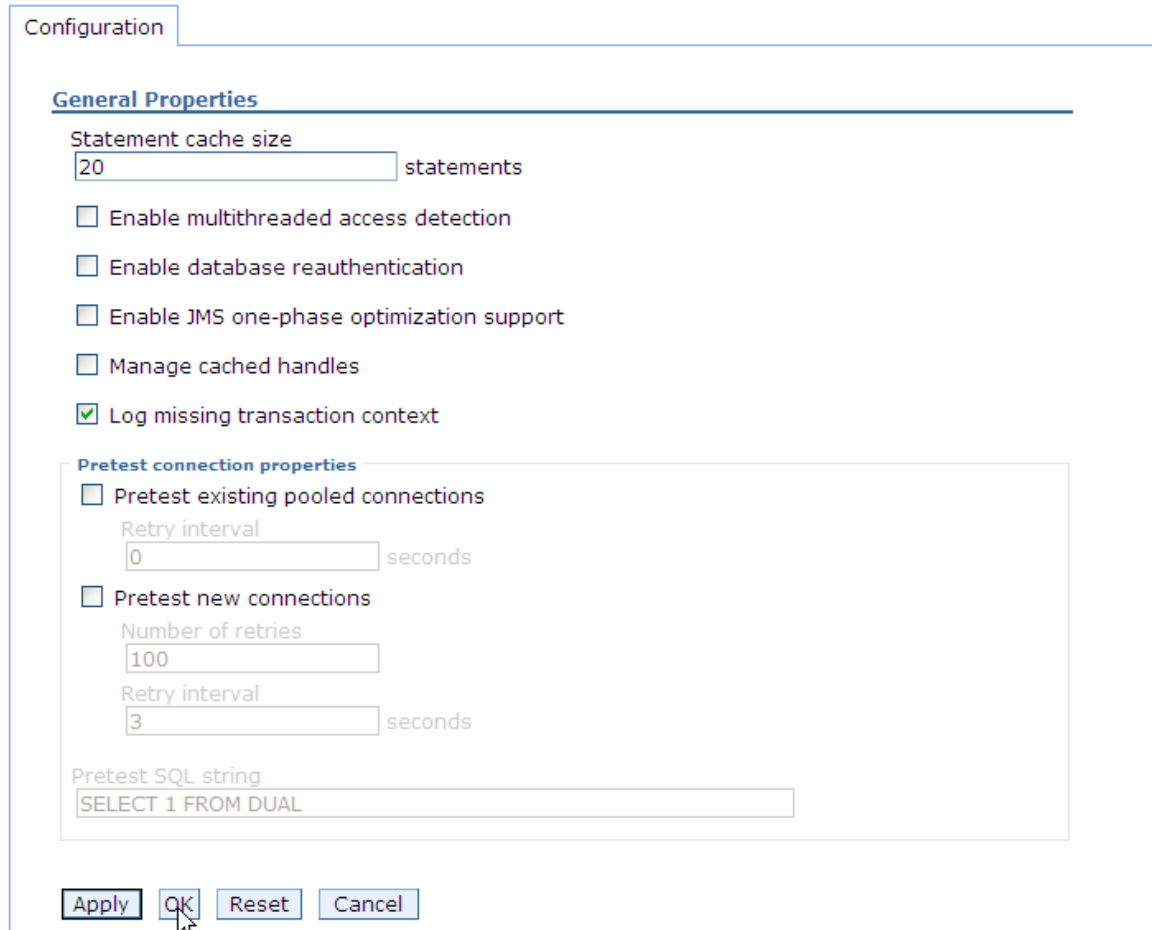 Configuration
General Properties
Statement cache size
20 statements
Enable multithreaded access detection
Enable database reauthentication
Enable JMS one-phase optimization support
Manage cached handles
Log missing transaction context
Pretest connection properties
Pretest existing pooled connections
Retry interval
0 seconds
Pretest new connections
Number of retries
100
Retry interval
3 seconds
Pretest SQL string
SELECT 1 FROM DUAL
Apply OK Reset Cancel